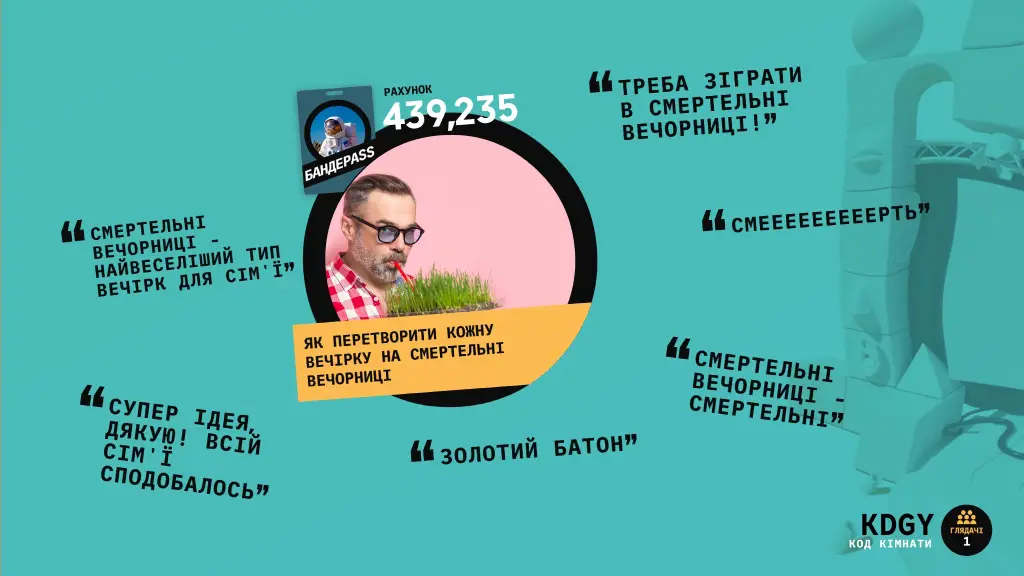 РАХУНОК
439,235
БАНДЕРАSS
❝ТРЕБА ЗІГРАТИ
В СМЕРТЕЛЬНІ
ВЕЧОРНИЦІ!❞
❝СМЕРТЕЛЬНІ
ВЕЧОРНИЦІ -
НАЙВЕСЕЛІШИЙ ТИП
ВЕЧІРК ДЛЯ СІМ'Ї❞
❝СМЕЕЕЕЕЕЕЕЕРТЬ❞
ЯК ПЕРЕТВОРИТИ КОЖНУ
ВЕЧІРКУ НА СМЕРТЕЛЬНІ
ВЕЧОРНИЦІ
❝СМЕРТЕЛЬНІ
ВЕЧОРНИЦІ -
СМЕРТЕЛЬНІ❞
❝СУПЕР ІДЕЯ,
ДЯКУЮ! ВСІЙ
СІМ'Ї
СПОДОБАЛОСЬ❞
❝ЗОЛОТИЙ БАТОН❞
KDGY
КОД КІМНАТИ
ГЛЯДАЧІ
1